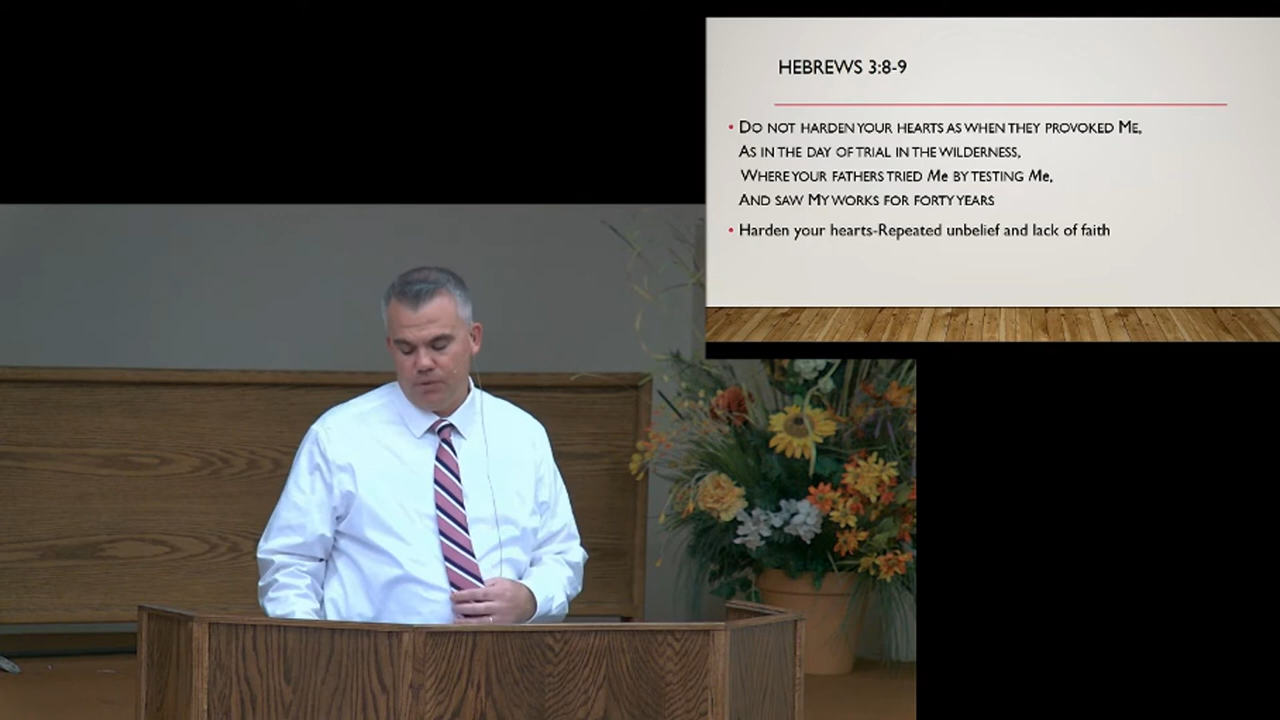 HEBREWS 3:8-9
• DO NOT HARDEN YOUR HEARTS AS WHEN THEY PROVOKED ME,
AS IN THE DAY OF TRIAL IN THE WILDERNESS,
WHERE YOUR FATHERS TRIED Me BY TESTING Me,
AND SAW MY WORKS FOR FORTY YEARS
• Harden your hearts-Repeated unbelief and lack of faith